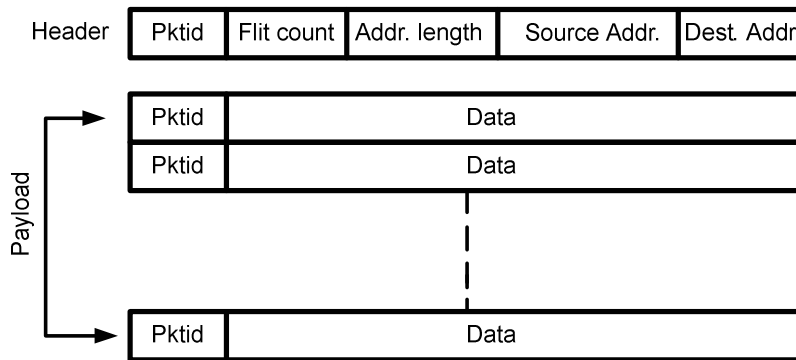 Header Pktid Flit count Addr. length Source Addr. Dest. Addr
Pktid Data
Pktid Data
Payload
Pktid Data